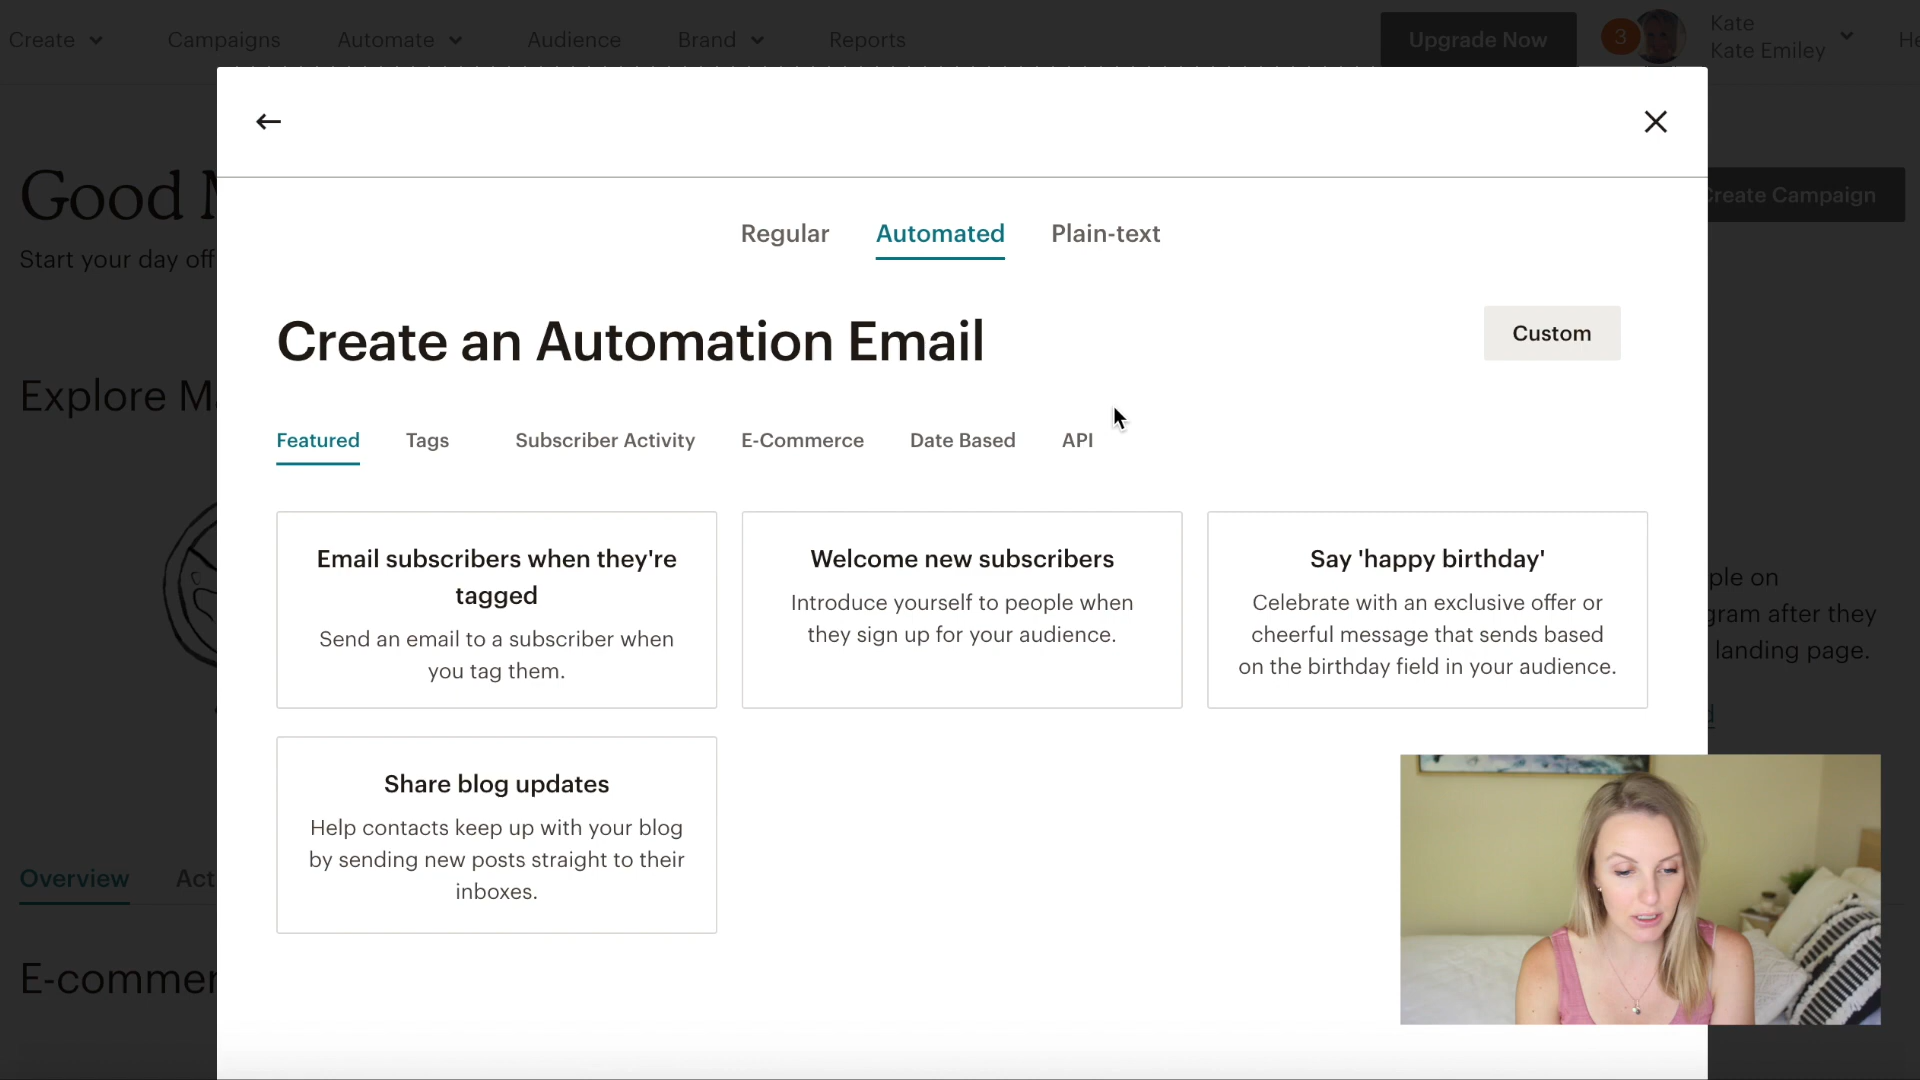 Create Campaigns Automate Audience Brand Reports Upgrade Now 3 Kate
Kate Emiley
Good
Start your day off
Create Campaign
Explore
Regular Automated Plain-text
Create an Automation Email
Custom
Featured Tags Subscriber Activity E-Commerce Date Based API
Email subscribers when they're
tagged
Send an email to a subscriber when
you tag them.
Welcome new subscribers
Introduce yourself to people when
they sign up for your audience.
Say 'happy birthday'
Celebrate with an exclusive offer or
cheerful message that sends based
on the birthday field in your audience.
ple on
gram after they
landing page.
Share blog updates
Help contacts keep up with your blog
by sending new posts straight to their
inboxes.
Overview Act
E-commer